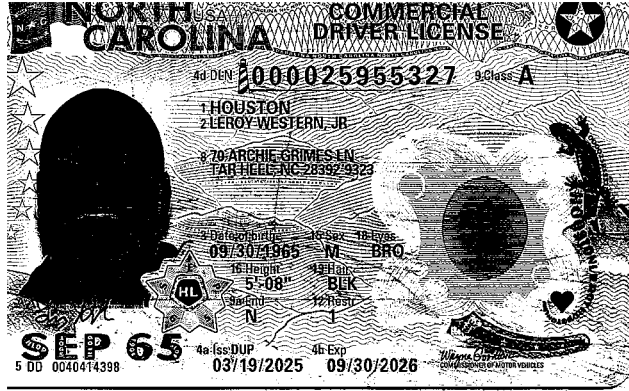 NORTH USA COMMERCIAL
CAROLINA DRIVER LICENSE
4d DLN 000025955327 9 Class A
1 HOUSTON
2 LEROY WESTERN, JR
8 70 ARCHIE GRIMES LN
TAR HEEL, NC 28392-9323
3 Date of birth 15 Sex 18 Eyes
09/30/1965 M BRO
16 Height 19 Hair
5'-08" BLK
9a End 12 Restr
N 1
HL
SEP 65
4a Iss DUP 4b Exp
03/19/2025 09/30/2026
5 DD 0040414398
COMMISSIONER OF MOTOR VEHICLES